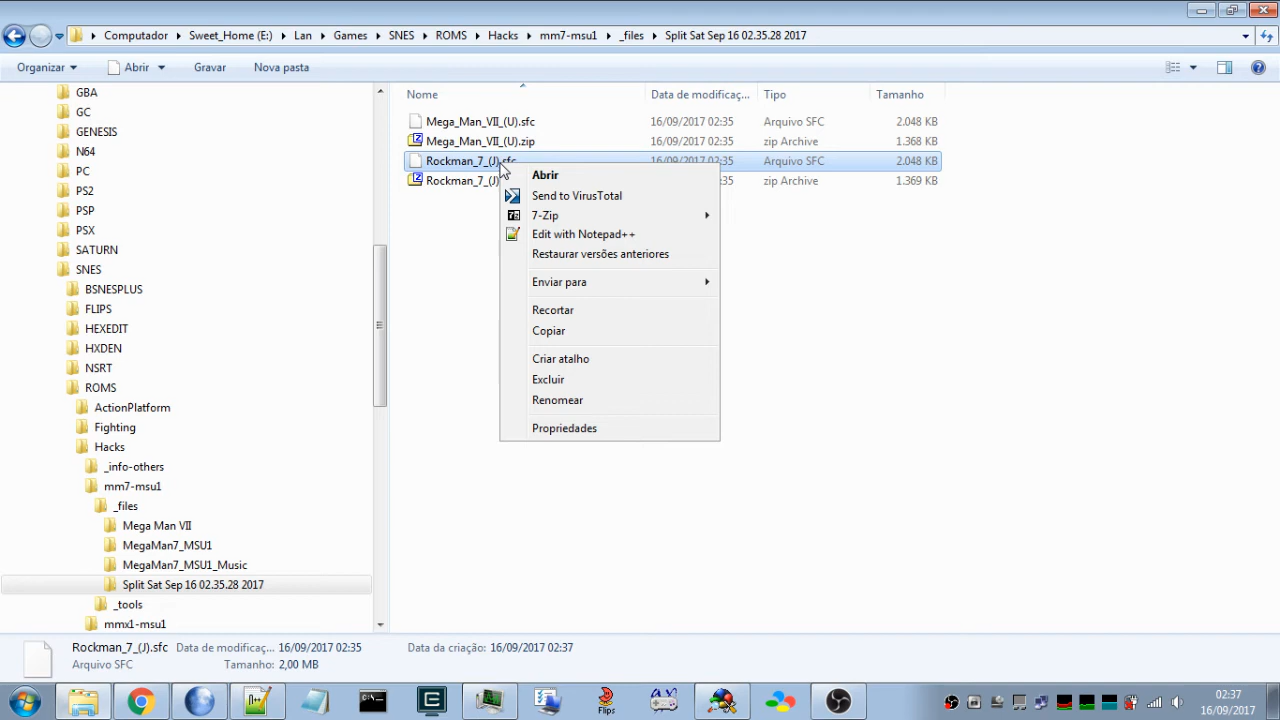 Computador
Sweet_Home (E:)
Lan
Games
SNES
ROMS
Hacks
mm7-msu1
_files
Split Sat Sep 16 02.35.28 2017
Organizar
Abrir
Gravar
Nova pasta
GBA
GC
GENESIS
N64
PC
PS2
PSP
PSX
SATURN
SNES
BSNESPLUS
FLIPS
HEXEDIT
HXDEN
NSRT
ROMS
ActionPlatform
Fighting
Hacks
_info-others
mm7-msu1
_files
Mega Man VII
MegaMan7_MSU1
MegaMan7_MSU1_Music
Split Sat Sep 16 02.35.28 2017
_tools
mmx1-msu1
Nome
Data de modificaç...
Tipo
Tamanho
Mega_Man_VII_(U).sfc
16/09/2017 02:35
Arquivo SFC
2.048 KB
Mega_Man_VII_(U).zip
16/09/2017 02:35
zip Archive
1.368 KB
Rockman_7_(J).sfc
16/09/2017 02:35
Arquivo SFC
2.048 KB
Rockman_7_(J)
35
zip Archive
1.369 KB
Abrir
Send to VirusTotal
7-Zip
Edit with Notepad++
Restaurar versões anteriores
Enviar para
Recortar
Copiar
Criar atalho
Excluir
Renomear
Propriedades
Rockman_7_(J).sfc
Data de modificaç...
16/09/2017 02:35
Data da criação:
16/09/2017 02:37
Arquivo SFC
Tamanho:
2,00 MB
Flips
02:37
16/09/2017